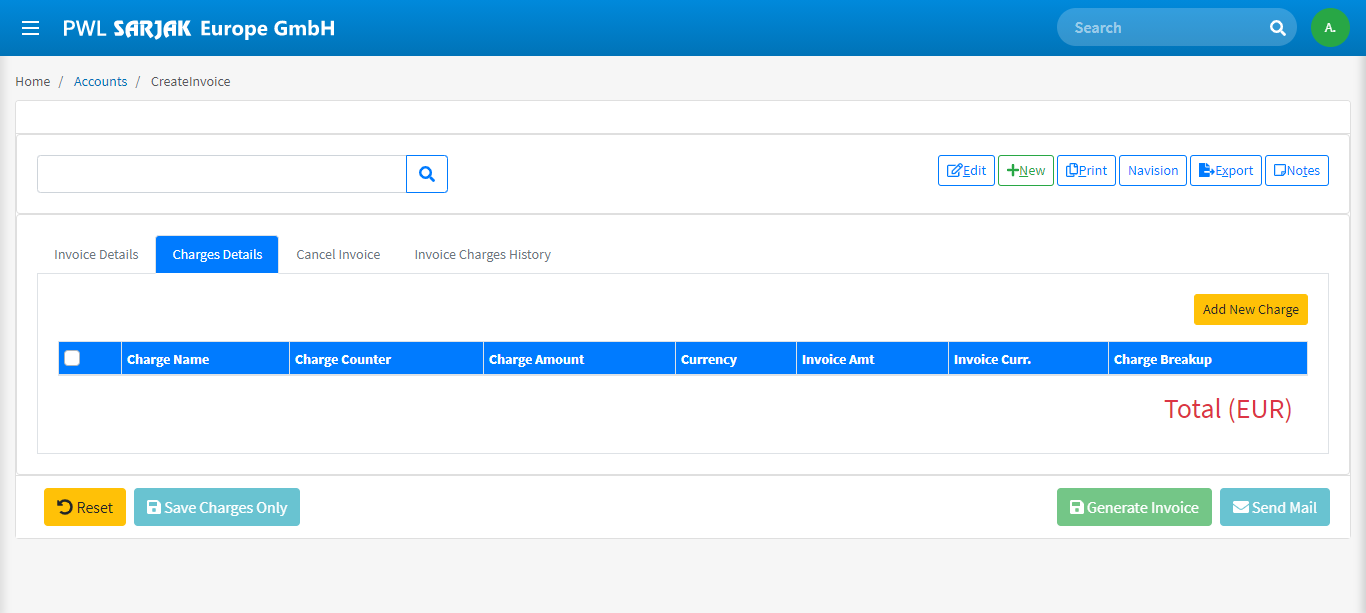 PWL SARJAK Europe GmbH Search A.
Home / Accounts / CreateInvoice
Edit New Print Navision Export Notes
Invoice Details Charges Details Cancel Invoice Invoice Charges History
Add New Charge
Charge Name Charge Counter Charge Amount Currency Invoice Amt Invoice Curr. Charge Breakup
Total (EUR)
Reset Save Charges Only Generate Invoice Send Mail